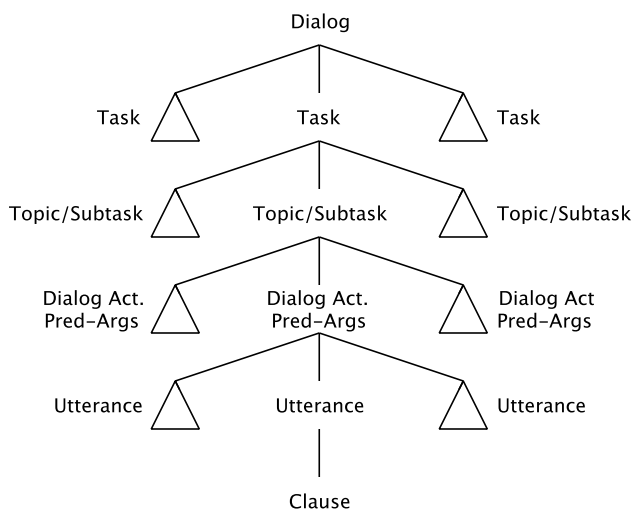 Dialog
Task Task Task
Topic/Subtask Topic/Subtask Topic/Subtask
Dialog Act. Dialog Act. Dialog Act
Pred-Args Pred-Args Pred-Args
Utterance Utterance Utterance
Clause